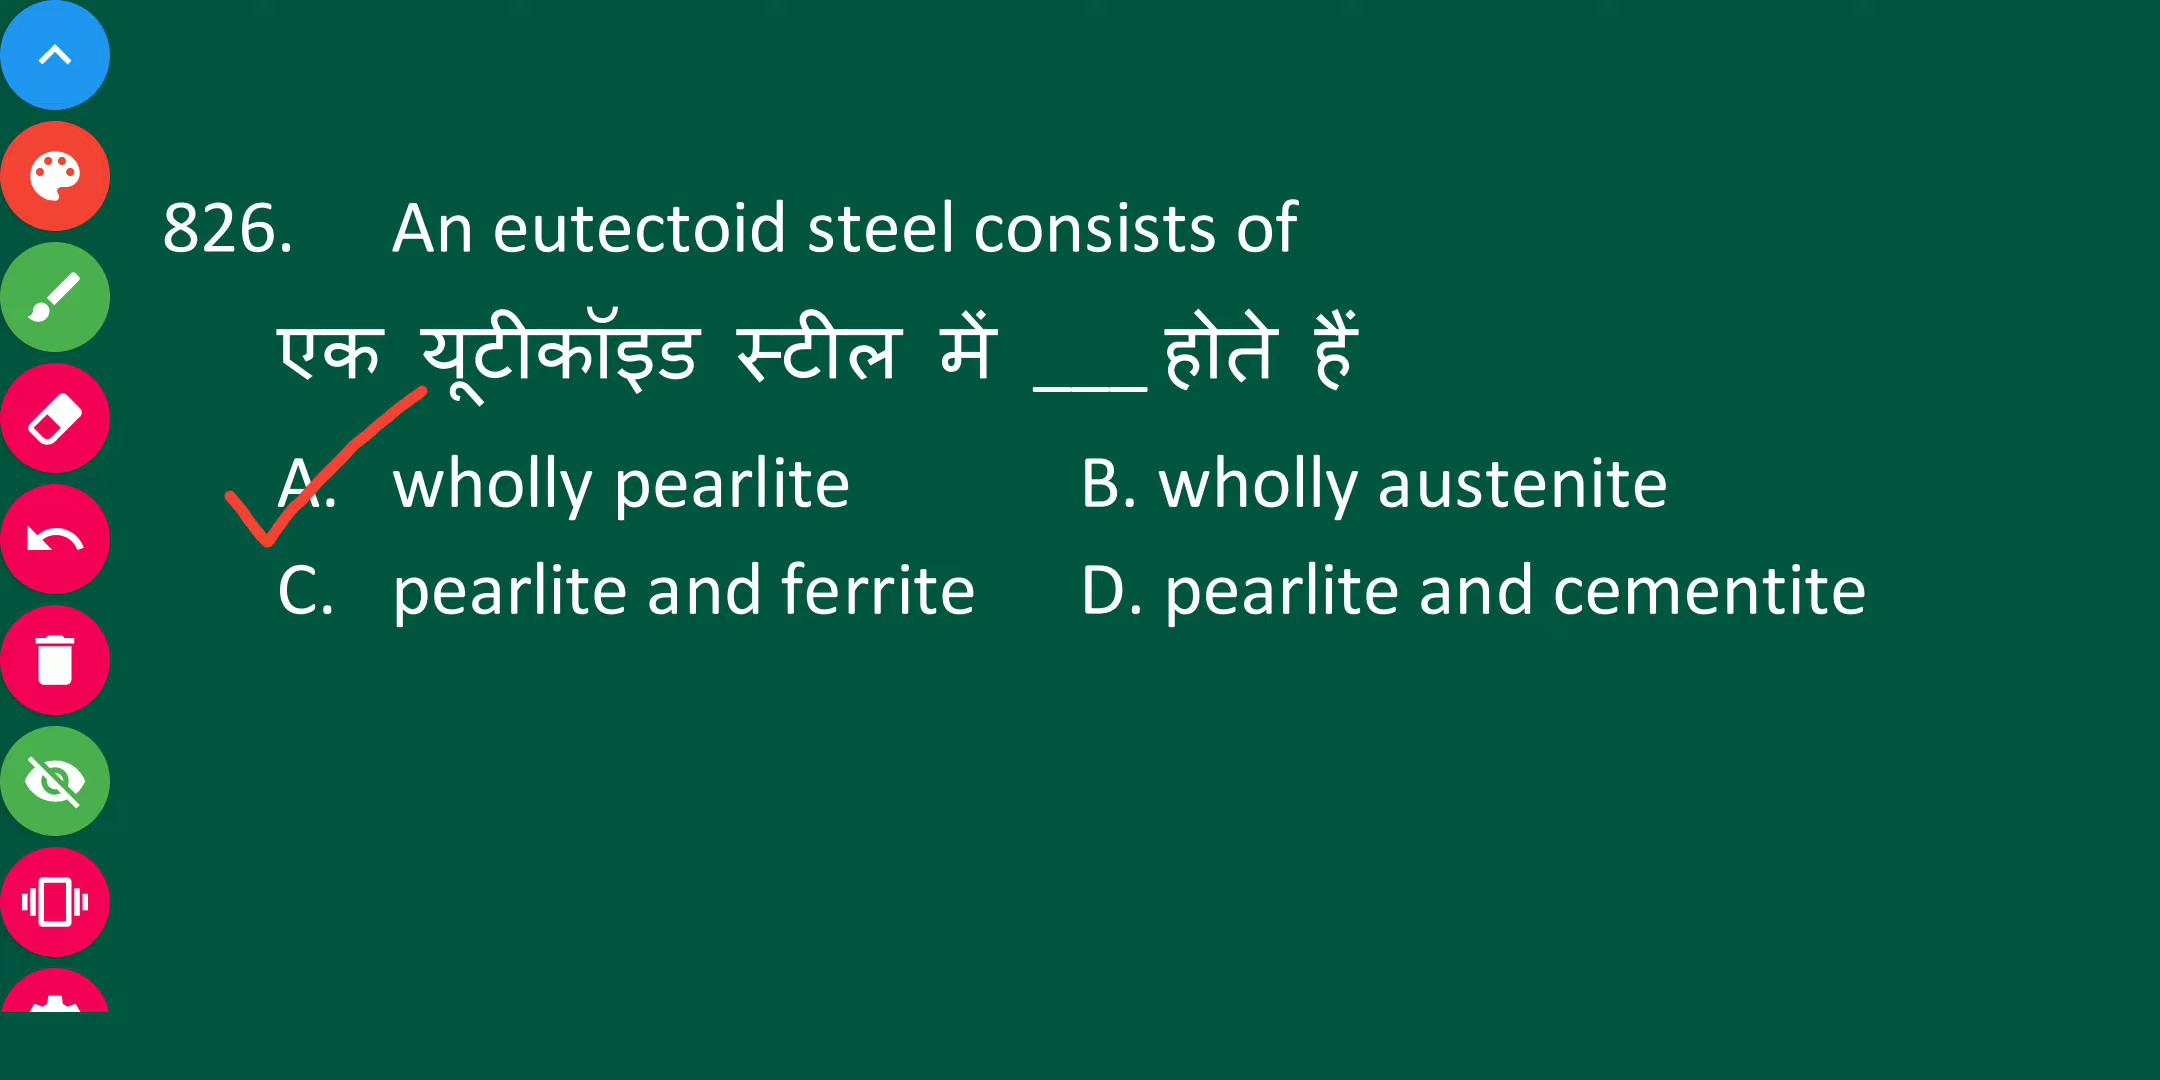 826. An eutectoid steel consists of
एक यूटीकॉइड स्टील में ___ होते हैं
A. wholly pearlite B. wholly austenite
C. pearlite and ferrite D. pearlite and cementite